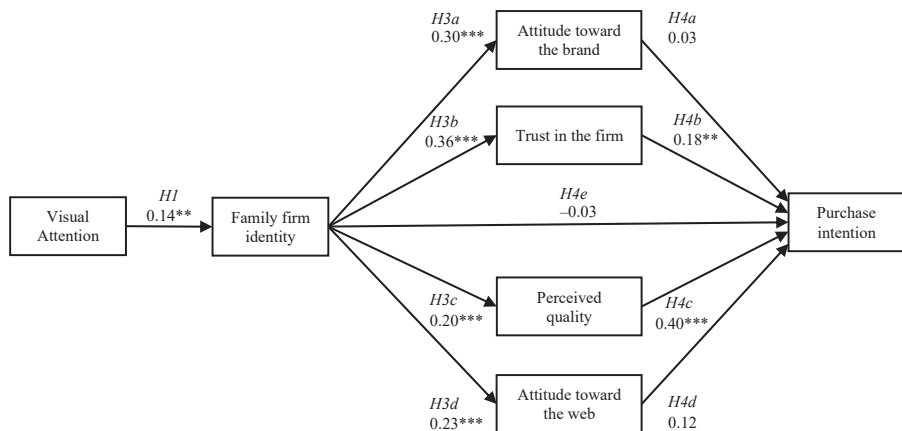 H3a
0.30***
Attitude toward
the brand
H4a
0.03
H3b
0.36***
Trust in the firm
H4b
0.18**
H1
0.14**
Visual
Attention
Family firm
identity
H4e
–0.03
Purchase
intention
H3c
0.20***
Perceived
quality
H4c
0.40***
H3d
0.23***
Attitude toward
the web
H4d
0.12